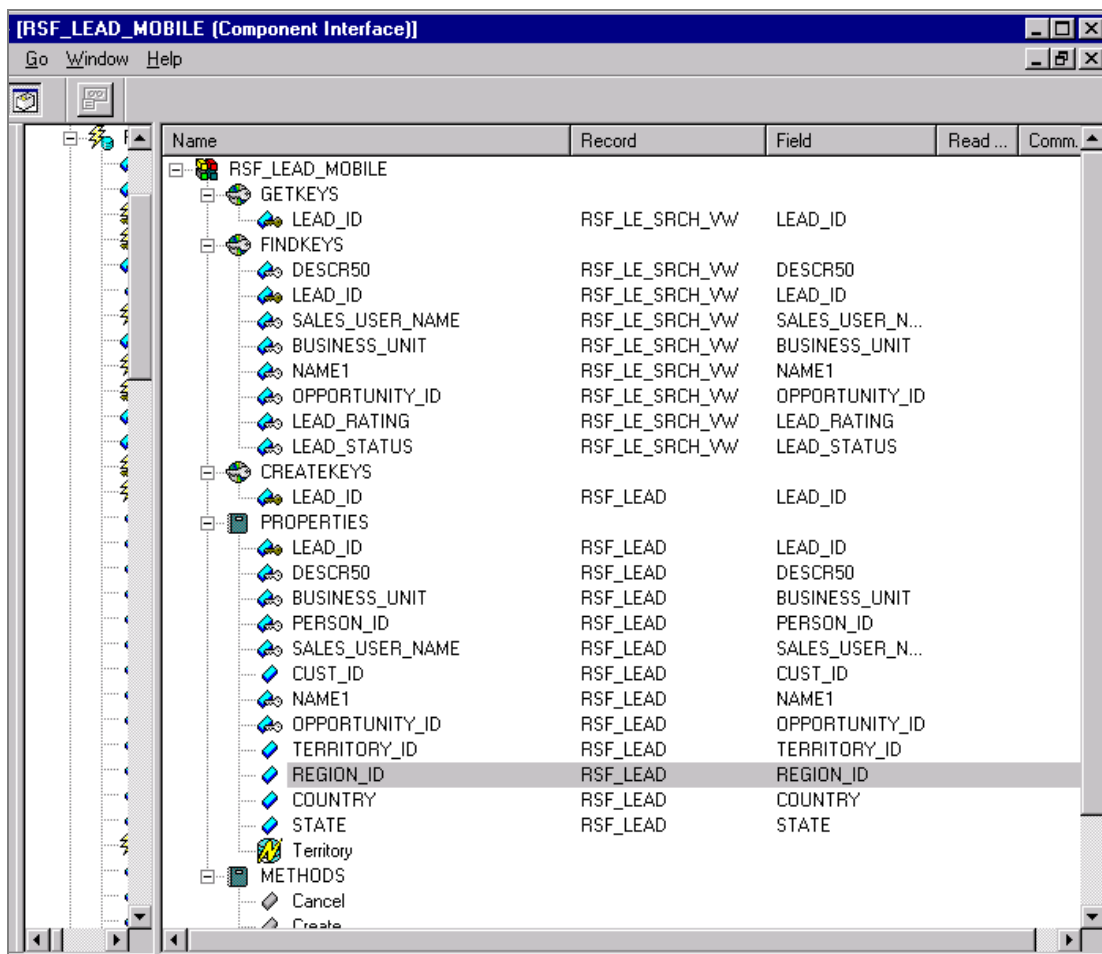 [RSF_LEAD_MOBILE (Component Interface)]
Go Window Help
Name Record Field Read ... Comm.
RSF_LEAD_MOBILE
GETKEYS
LEAD_ID RSF_LE_SRCH_VW LEAD_ID
FINDKEYS
DESCR50 RSF_LE_SRCH_VW DESCR50
LEAD_ID RSF_LE_SRCH_VW LEAD_ID
SALES_USER_NAME RSF_LE_SRCH_VW SALES_USER_N...
BUSINESS_UNIT RSF_LE_SRCH_VW BUSINESS_UNIT
NAME1 RSF_LE_SRCH_VW NAME1
OPPORTUNITY_ID RSF_LE_SRCH_VW OPPORTUNITY_ID
LEAD_RATING RSF_LE_SRCH_VW LEAD_RATING
LEAD_STATUS RSF_LE_SRCH_VW LEAD_STATUS
CREATEKEYS
LEAD_ID RSF_LEAD LEAD_ID
PROPERTIES
LEAD_ID RSF_LEAD LEAD_ID
DESCR50 RSF_LEAD DESCR50
BUSINESS_UNIT RSF_LEAD BUSINESS_UNIT
PERSON_ID RSF_LEAD PERSON_ID
SALES_USER_NAME RSF_LEAD SALES_USER_N...
CUST_ID RSF_LEAD CUST_ID
NAME1 RSF_LEAD NAME1
OPPORTUNITY_ID RSF_LEAD OPPORTUNITY_ID
TERRITORY_ID RSF_LEAD TERRITORY_ID
REGION_ID RSF_LEAD REGION_ID
COUNTRY RSF_LEAD COUNTRY
STATE RSF_LEAD STATE
Territory
METHODS
Cancel
Create